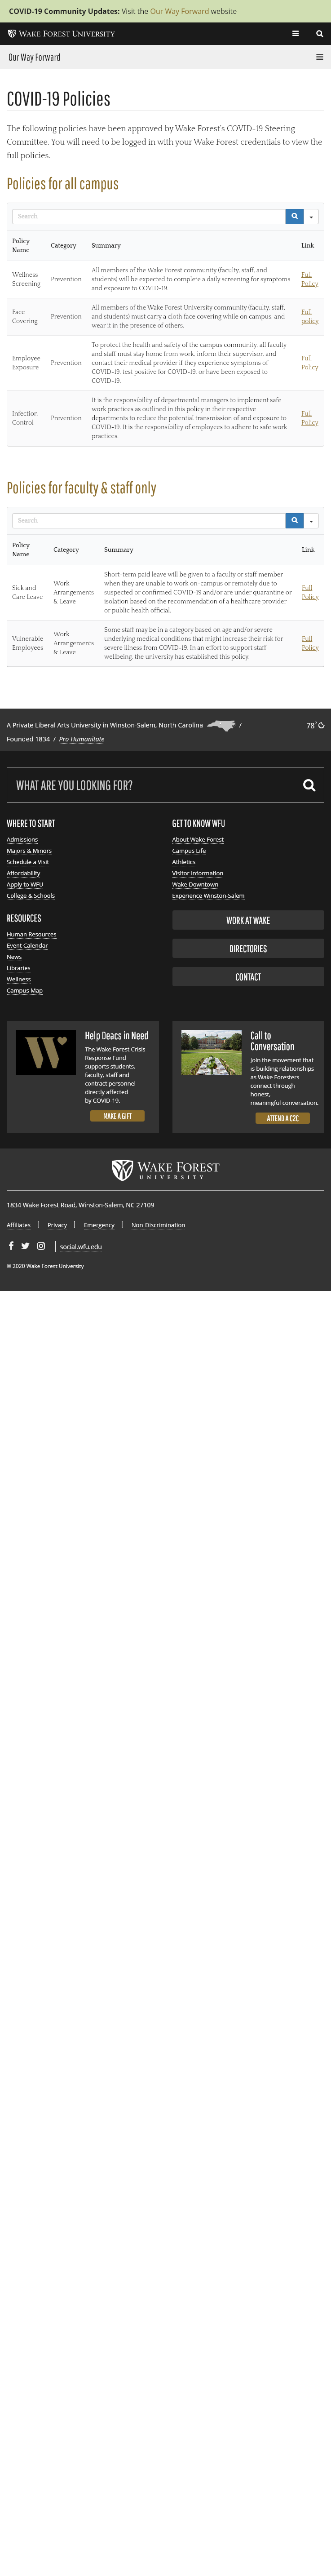 COVID-19 Community Updates: Visit the Our Way Forward website
WAKE FOREST UNIVERSITY
Our Way Forward
COVID-19 Policies
The following policies have been approved by Wake Forest's COVID-19 Steering
Committee. You will need to be logged in with your Wake Forest credentials to view the
full policies.
Policies for all campus
Search
Policy Name Category Summary Link
Wellness Screening Prevention All members of the Wake Forest community (faculty, staff, and
students) will be expected to complete a daily screening for symptoms
and exposure to COVID-19. Full Policy
Face Covering Prevention All members of the Wake Forest University community (faculty, staff,
and students) must carry a cloth face covering while on campus, and
wear it in the presence of others. Full policy
Employee Exposure Prevention To protect the health and safety of the campus community, all faculty
and staff must stay home from work, inform their supervisor, and
contact their medical provider if they experience symptoms of
COVID-19, test positive for COVID-19, or have been exposed to
COVID-19. Full Policy
Infection Control Prevention It is the responsibility of departmental managers to implement safe
work practices as outlined in this policy in their respective
departments to reduce the potential transmission of and exposure to
COVID-19. It is the responsibility of employees to adhere to safe work
practices. Full Policy
Policies for faculty & staff only
Search
Policy Name Category Summary Link
Sick and Care Leave Work Arrangements & Leave Short-term paid leave will be given to a faculty or staff member
when they are unable to work on-campus or remotely due to
suspected or confirmed COVID-19 and/or are under quarantine or
isolation based on the recommendation of a healthcare provider
or public health official. Full Policy
Vulnerable Employees Work Arrangements & Leave Some staff may be in a category based on age and/or severe
underlying medical conditions that might increase their risk for
severe illness from COVID-19. In an effort to support staff
wellbeing, the university has established this policy. Full Policy
A Private Liberal Arts University in Winston-Salem, North Carolina /
78°
Founded 1834 / Pro Humanitate
WHAT ARE YOU LOOKING FOR?
WHERE TO START
Admissions
Majors & Minors
Schedule a Visit
Affordability
Apply to WFU
College & Schools
GET TO KNOW WFU
About Wake Forest
Campus Life
Athletics
Visitor Information
Wake Downtown
Experience Winston-Salem
RESOURCES
Human Resources
Event Calendar
News
Libraries
Wellness
Campus Map
WORK AT WAKE
DIRECTORIES
CONTACT
W
Help Deacs in Need
The Wake Forest Crisis
Response Fund
supports students,
faculty, staff and
contract personnel
directly affected
by COVID-19.
MAKE A GIFT
Call to
Conversation
Join the movement that
is building relationships
as Wake Foresters
connect through
honest,
meaningful conversation.
ATTEND A C2C
WAKE FOREST
UNIVERSITY
1834 Wake Forest Road, Winston-Salem, NC 27109
Affiliates | Privacy | Emergency | Non-Discrimination
social.wfu.edu
© 2020 Wake Forest University